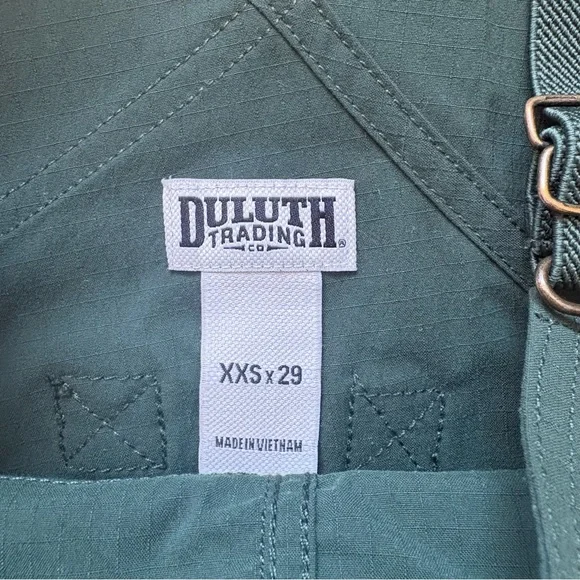 DULUTH
TRADING
CO ®
XXS x 29
MADE IN VIETNAM